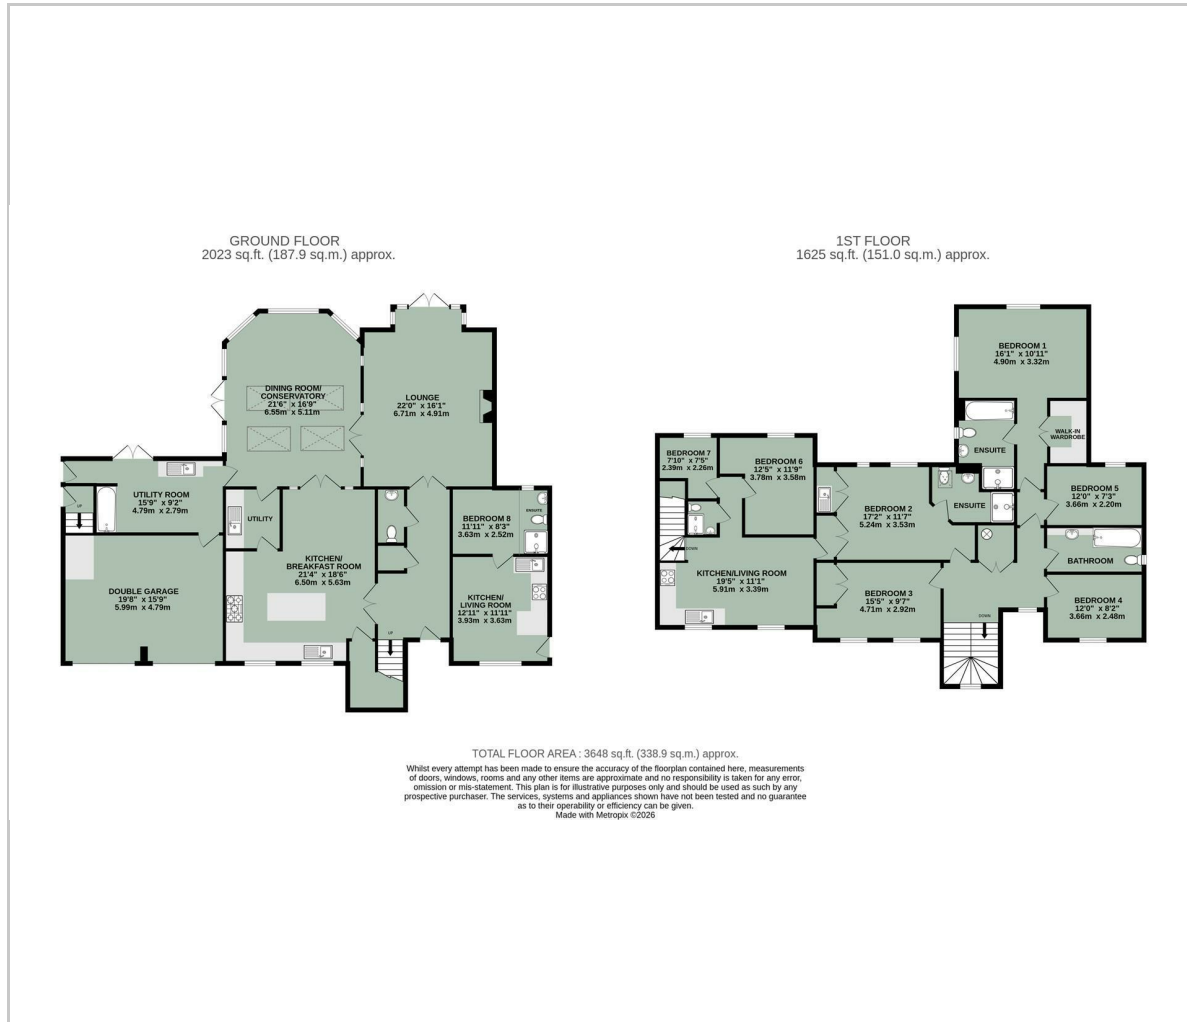 GROUND FLOOR
2023 sq.ft. (187.9 sq.m.) approx.
DINING ROOM/
CONSERVATORY
21'6" x 16'9"
6.55m x 5.11m
LOUNGE
22'0" x 16'1"
6.71m x 4.91m
UTILITY ROOM
15'9" x 9'2"
4.79m x 2.79m
UP
UTILITY
BEDROOM 8
11'11" x 8'3"
3.63m x 2.52m
ENSUITE
KITCHEN/
BREAKFAST ROOM
21'4" x 18'6"
6.50m x 5.63m
DOUBLE GARAGE
19'8" x 15'9"
5.99m x 4.79m
KITCHEN/
LIVING ROOM
12'11" x 11'11"
3.93m x 3.63m
UP
1ST FLOOR
1625 sq.ft. (151.0 sq.m.) approx.
BEDROOM 1
16'1" x 10'11"
4.90m x 3.32m
WALK-IN
WARDROBE
ENSUITE
BEDROOM 7
7'10" x 7'5"
2.39m x 2.26m
BEDROOM 6
12'5" x 11'9"
3.78m x 3.58m
BEDROOM 5
12'0" x 7'3"
3.66m x 2.20m
BEDROOM 2
17'2" x 11'7"
5.24m x 3.53m
ENSUITE
DOWN
BATHROOM
KITCHEN/LIVING ROOM
19'5" x 11'1"
5.91m x 3.39m
BEDROOM 3
15'5" x 9'7"
4.71m x 2.92m
BEDROOM 4
12'0" x 8'2"
3.66m x 2.48m
DOWN
TOTAL FLOOR AREA : 3648 sq.ft. (338.9 sq.m.) approx.
Whilst every attempt has been made to ensure the accuracy of the floorplan contained here, measurements
of doors, windows, rooms and any other items are approximate and no responsibility is taken for any error,
omission or mis-statement. This plan is for illustrative purposes only and should be used as such by any
prospective purchaser. The services, systems and appliances shown have not been tested and no guarantee
as to their operability or efficiency can be given.
Made with Metropix ©2026